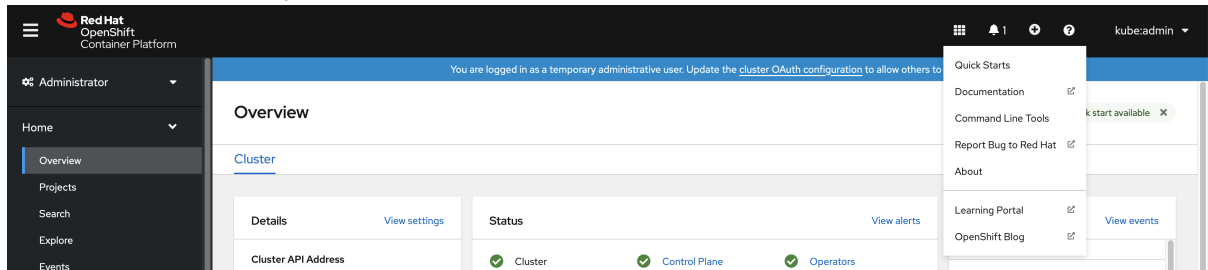 Red Hat
OpenShift
Container Platform
1
kube:admin
Administrator
You are logged in as a temporary administrative user. Update the cluster OAuth configuration to allow others to
Home
Overview
Projects
Search
Explore
Events
Overview
k start available
Cluster
Details
View settings
Cluster API Address
Status
View alerts
Cluster
Control Plane
Operators
View events
Quick Starts
Documentation
Command Line Tools
Report Bug to Red Hat
About
Learning Portal
OpenShift Blog